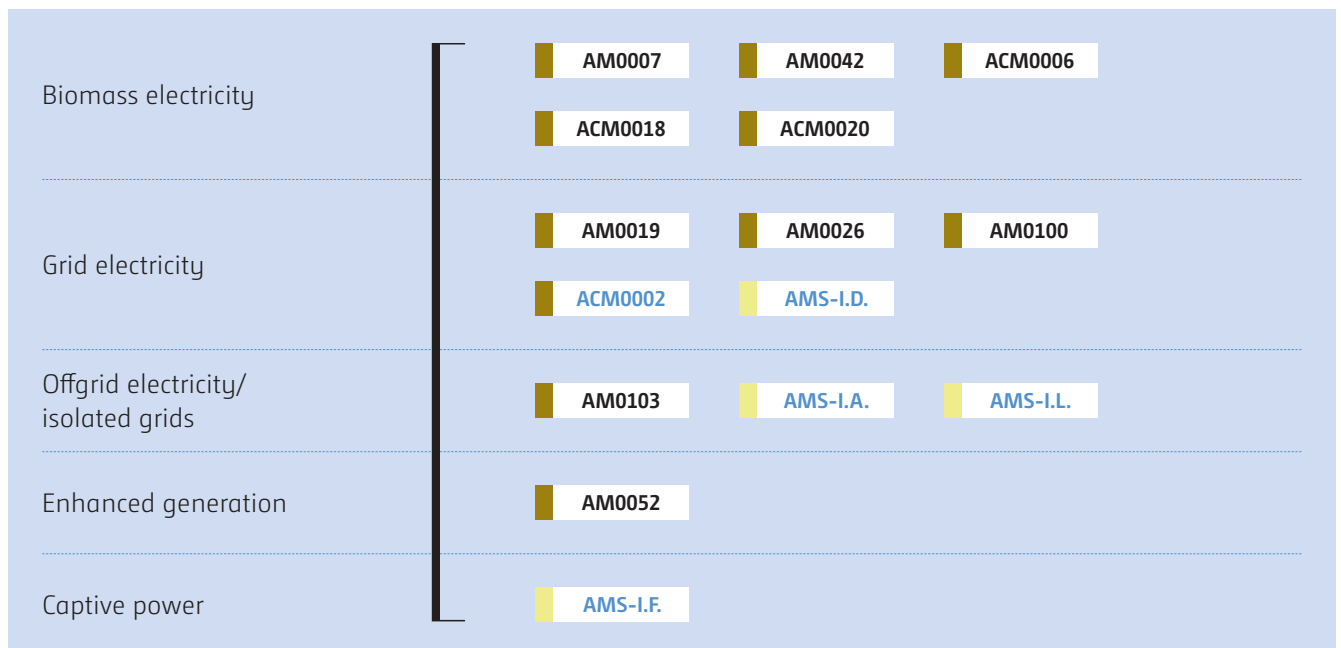 Biomass electricity
AM0007 AM0042 ACM0006
ACM0018 ACM0020
Grid electricity
AM0019 AM0026 AM0100
ACM0002 AMS-I.D.
Offgrid electricity/
isolated grids
AM0103 AMS-I.A. AMS-I.L.
Enhanced generation
AM0052
Captive power
AMS-I.F.